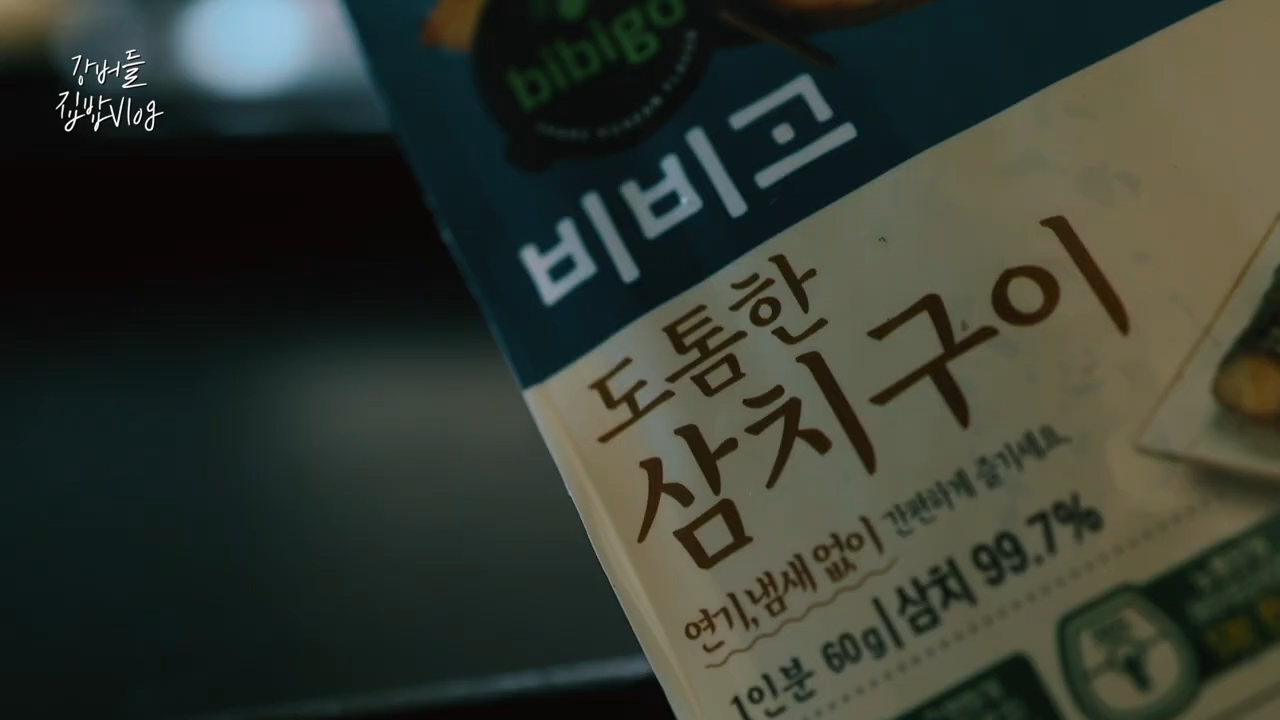 강버들
집밥Vlog
bibigo
비비고
도톰한
삼치구이
연기, 냄새 없이 간편하게 즐기세요.
1인분 60g | 삼치 99.7%